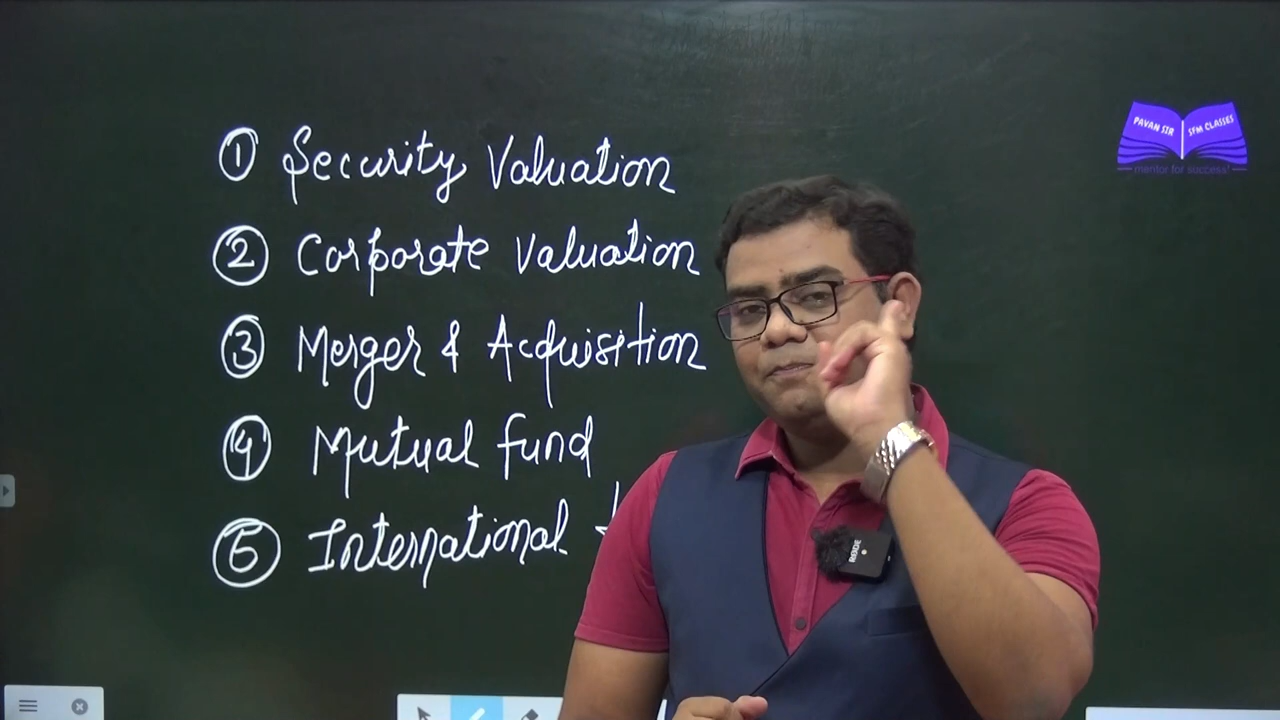 ① Security Valuation
② Corporate Valuation
③ Merger & Acquisition
④ Mutual fund
⑤ International
PAVAN SIR SFM CLASSES
mentor for success!
RØDE